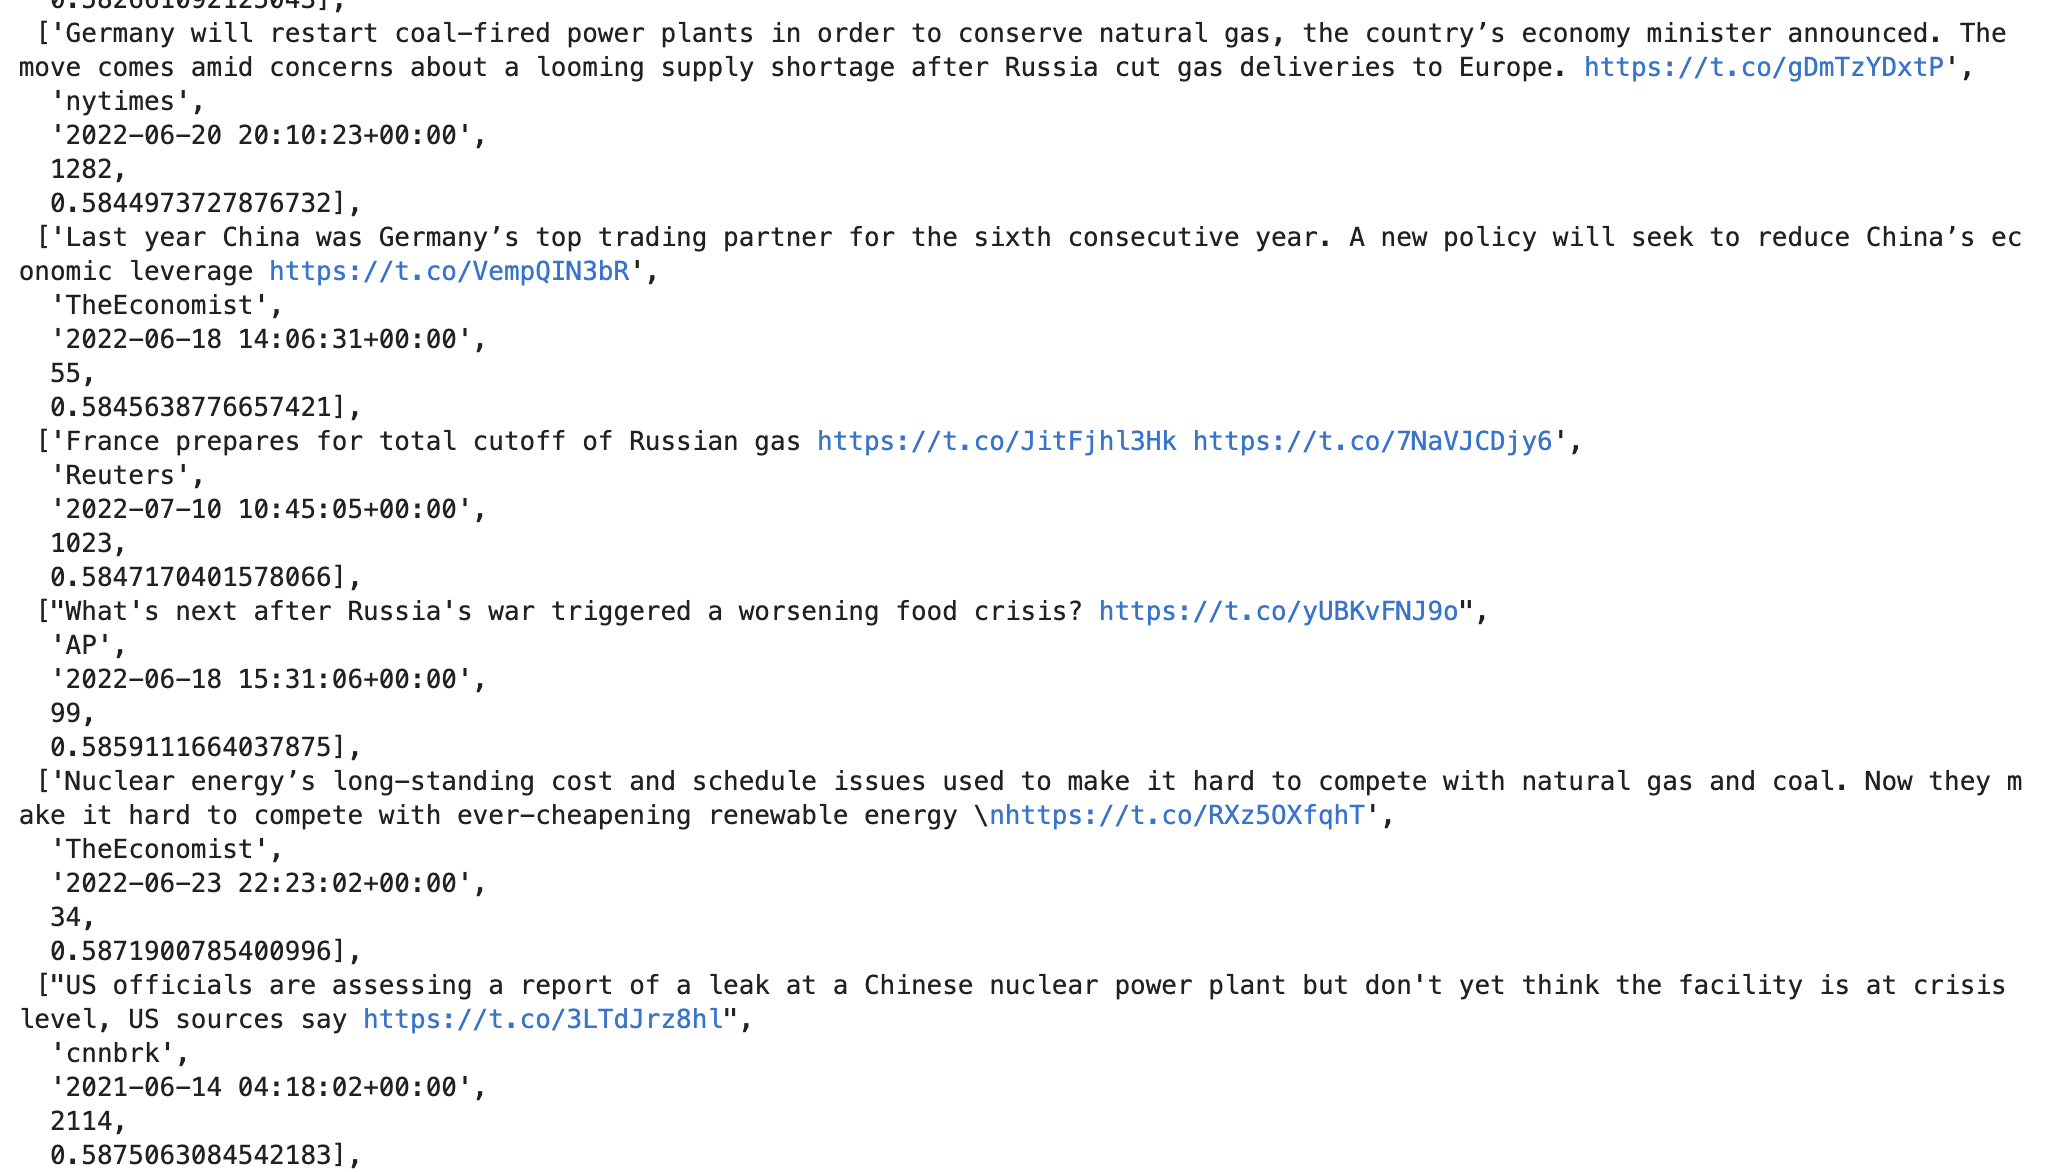 0.582661092125043],
['Germany will restart coal-fired power plants in order to conserve natural gas, the country’s economy minister announced. The
move comes amid concerns about a looming supply shortage after Russia cut gas deliveries to Europe. https://t.co/gDmTzYDxtP',
'nytimes',
'2022-06-20 20:10:23+00:00',
1282,
0.5844973727876732],
['Last year China was Germany’s top trading partner for the sixth consecutive year. A new policy will seek to reduce China’s ec
onomic leverage https://t.co/VempQIN3bR',
'TheEconomist',
'2022-06-18 14:06:31+00:00',
55,
0.5845638776657421],
['France prepares for total cutoff of Russian gas https://t.co/JitFjhl3Hk https://t.co/7NaVJCDjy6',
'Reuters',
'2022-07-10 10:45:05+00:00',
1023,
0.5847170401578066],
["What's next after Russia's war triggered a worsening food crisis? https://t.co/yUBKvFNJ9o",
'AP',
'2022-06-18 15:31:06+00:00',
99,
0.5859111664037875],
['Nuclear energy’s long-standing cost and schedule issues used to make it hard to compete with natural gas and coal. Now they m
ake it hard to compete with ever-cheapening renewable energy \nhttps://t.co/RXz5OXfqhT',
'TheEconomist',
'2022-06-23 22:23:02+00:00',
34,
0.5871900785400996],
["US officials are assessing a report of a leak at a Chinese nuclear power plant but don't yet think the facility is at crisis
level, US sources say https://t.co/3LTdJrz8hl",
'cnnbrk',
'2021-06-14 04:18:02+00:00',
2114,
0.5875063084542183],